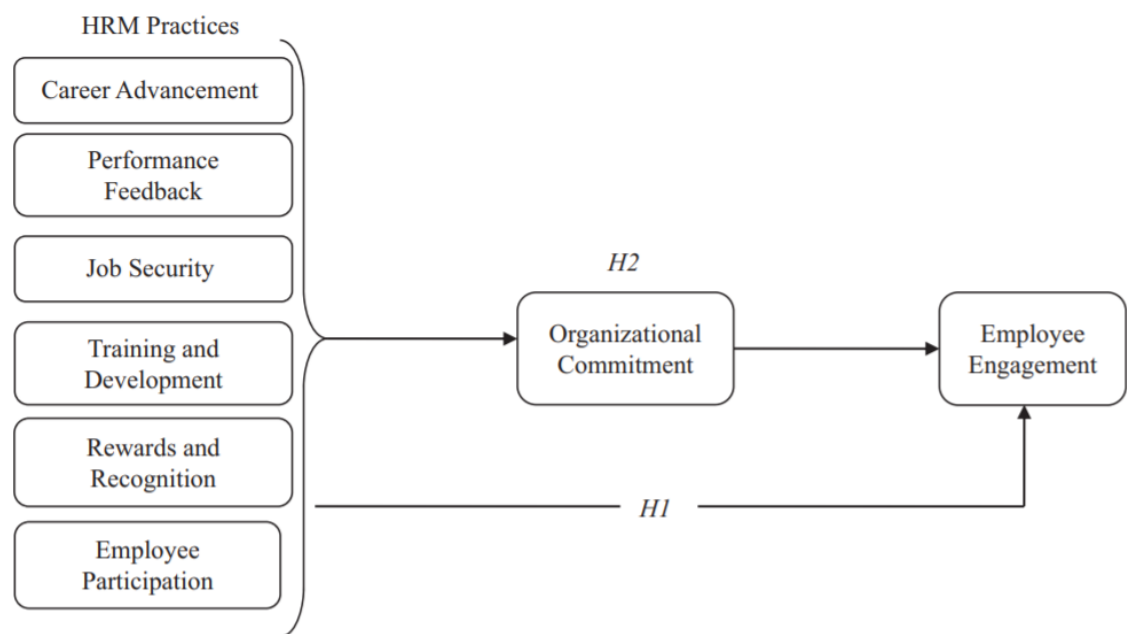 HRM Practices
Career Advancement
Performance
Feedback
Job Security
Training and
Development
Rewards and
Recognition
Employee
Participation
H2
Organizational
Commitment
Employee
Engagement
H1